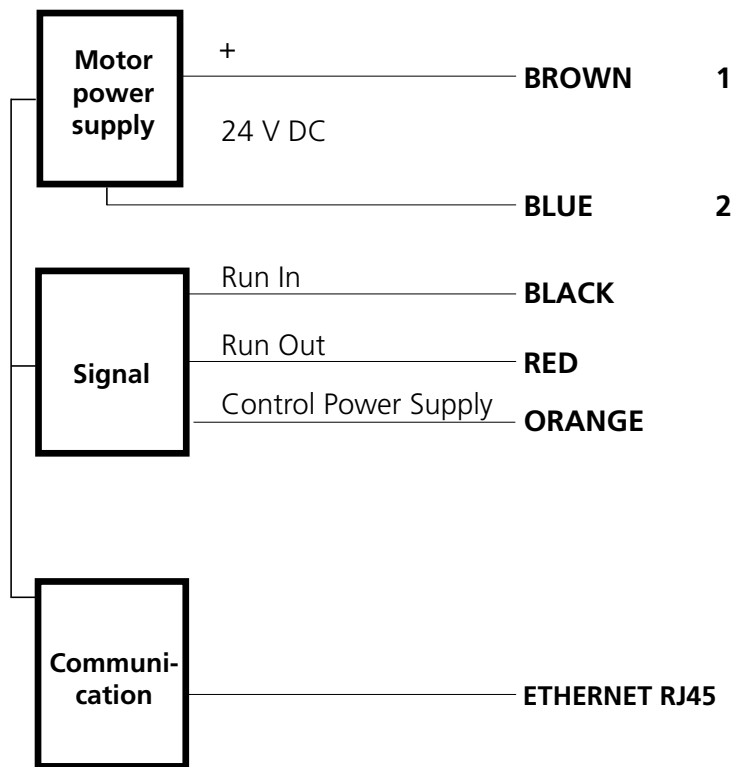 Motor
power
supply
+
BROWN 1
24 V DC
BLUE 2
Signal
Run In
BLACK
Run Out
RED
Control Power Supply
ORANGE
Communi-
cation
ETHERNET RJ45